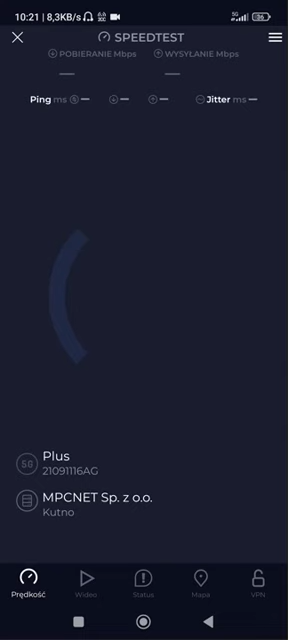 10:21 | 8,3KB/s
5G 36
SPEEDTEST
POBIERANIE Mbps WYSYŁANIE Mbps
— —
Ping ms — — — Jitter ms —
5G Plus
21091116AG
MPCNET Sp. z o.o.
Kutno
Prędkość Wideo Status Mapa VPN